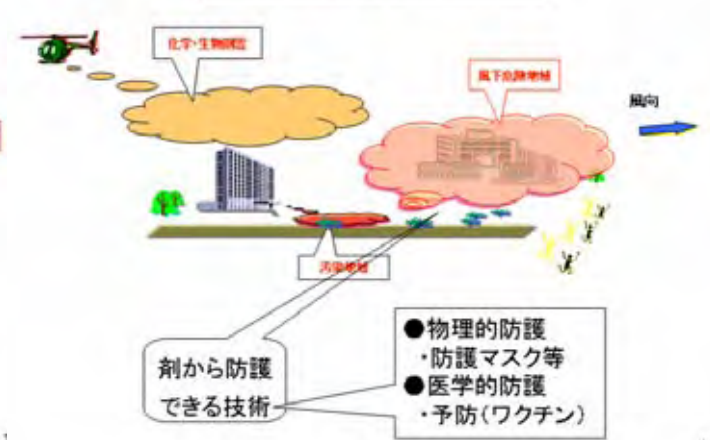 化学・生物剤雲
風下危険地域
風向
汚染地域
剤から防護
できる技術
●物理的防護
・防護マスク等
●医学的防護
・予防(ワクチン)